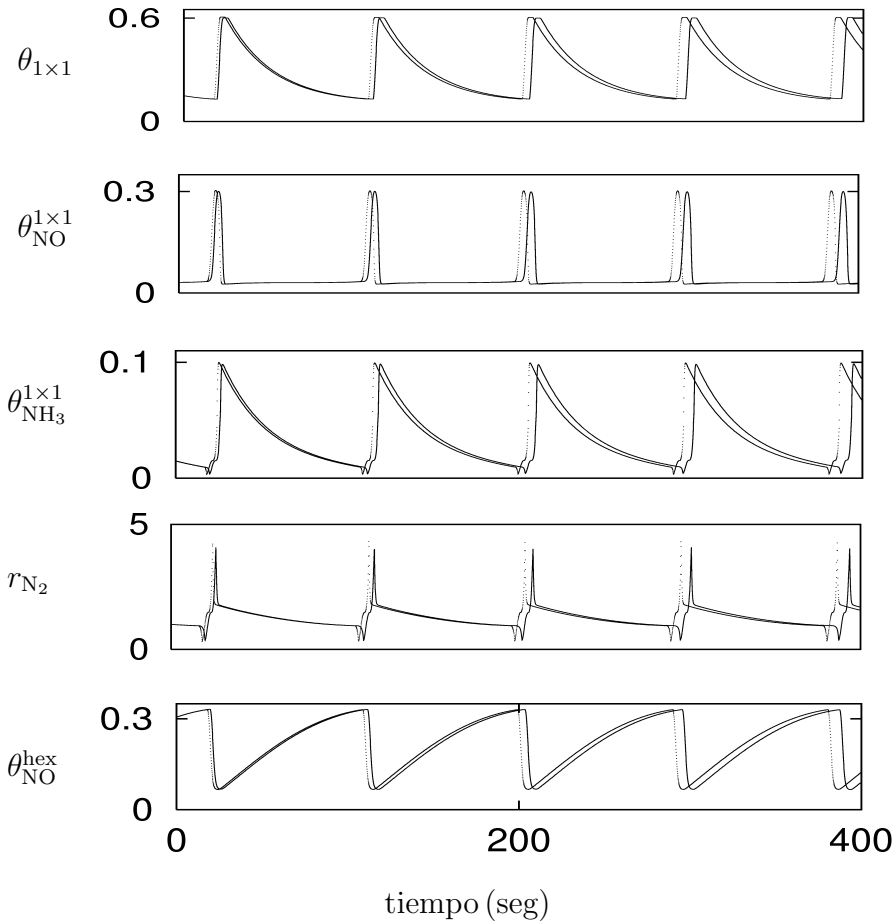 0.6
θ1×1
0
0.3
θNO1×1
0
0.1
θNH31×1
0
5
rN2
0
0.3
θNOhex
0
0 200 400
tiempo (seg)